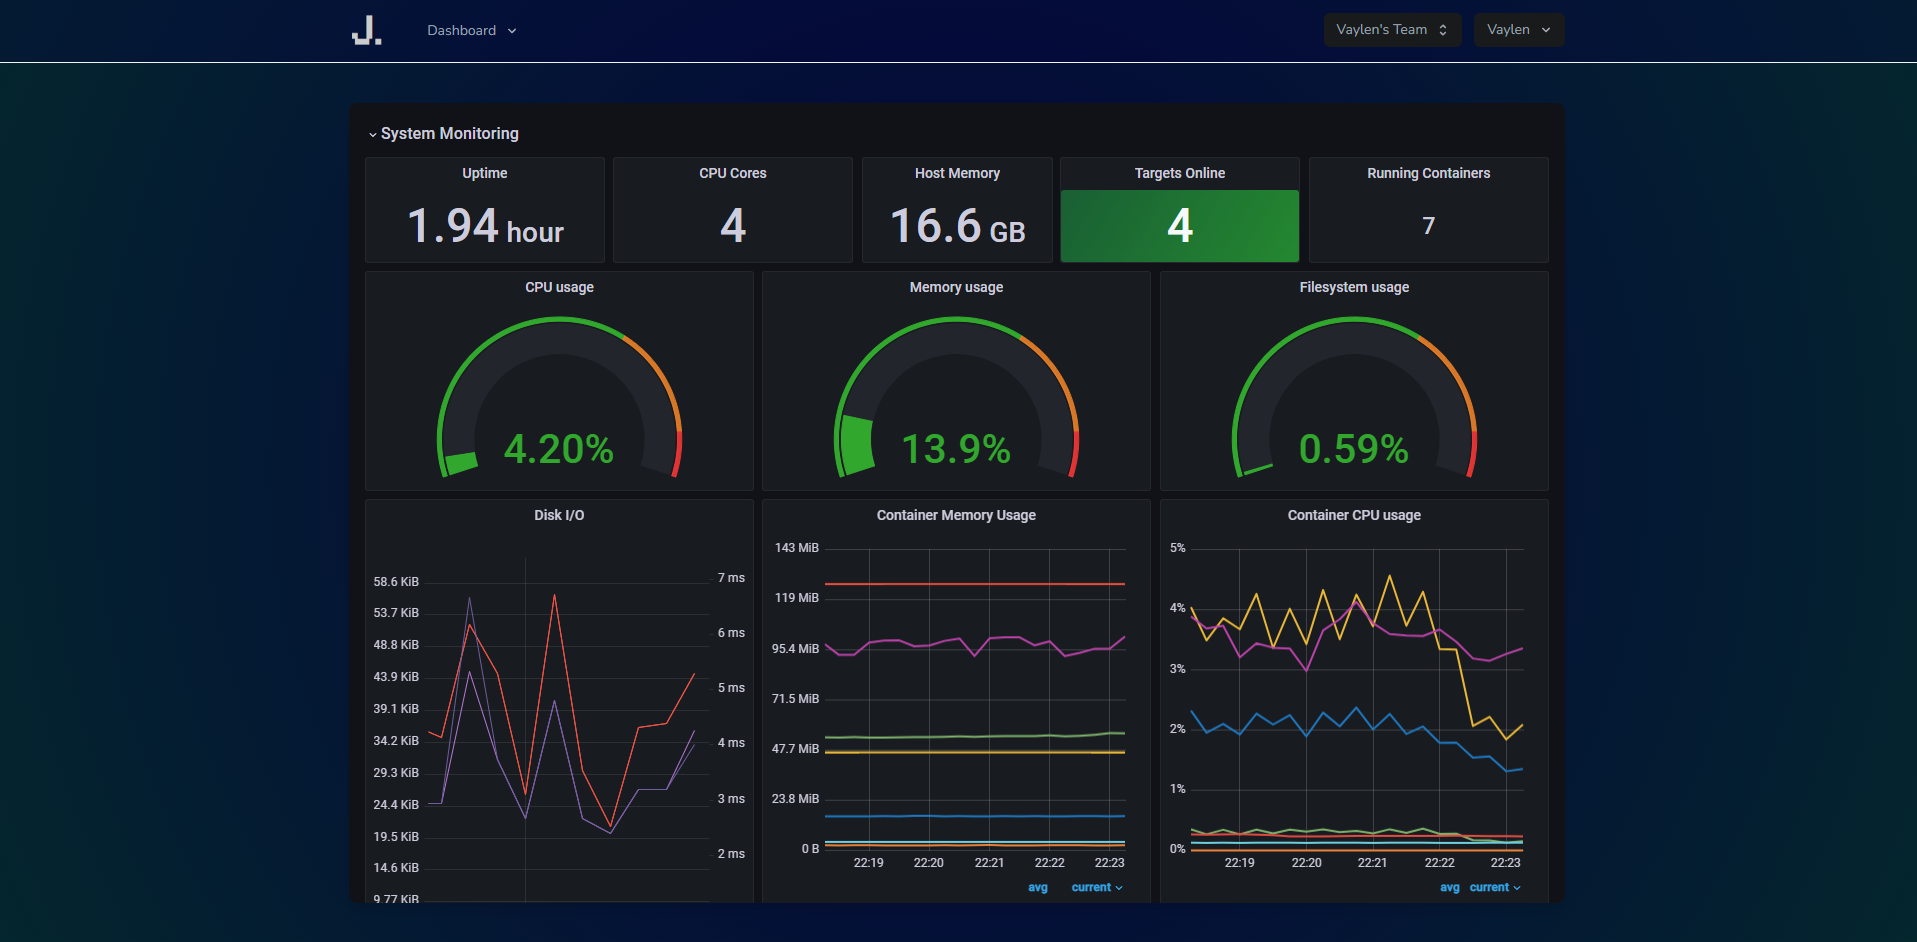 J.
Dashboard
Vaylen's Team
Vaylen
System Monitoring
Uptime
1.94 hour
CPU Cores
4
Host Memory
16.6 GB
Targets Online
4
Running Containers
7
CPU usage
4.20%
Memory usage
13.9%
Filesystem usage
0.59%
Disk I/O
58.6 KiB
53.7 KiB
48.8 KiB
43.9 KiB
39.1 KiB
34.2 KiB
29.3 KiB
24.4 KiB
19.5 KiB
14.6 KiB
9.77 KiB
7 ms
6 ms
5 ms
4 ms
3 ms
2 ms
Container Memory Usage
143 MiB
119 MiB
95.4 MiB
71.5 MiB
47.7 MiB
23.8 MiB
0 B
22:19 22:20 22:21 22:22 22:23
avg current
Container CPU usage
5%
4%
3%
2%
1%
0%
22:19 22:20 22:21 22:22 22:23
avg current